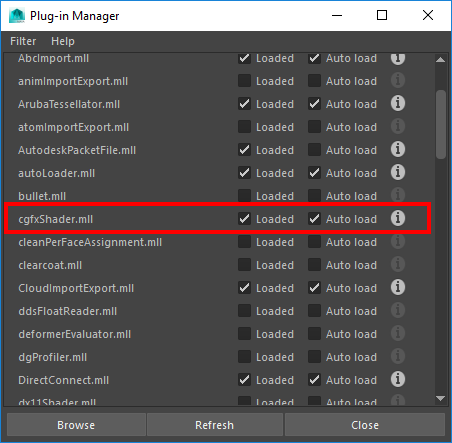 Plug-in Manager
Filter Help
AbcImport.mll Loaded Auto load
animImportExport.mll Loaded Auto load
ArubaTessellator.mll Loaded Auto load
atomImportExport.mll Loaded Auto load
AutodeskPacketFile.mll Loaded Auto load
autoLoader.mll Loaded Auto load
bullet.mll Loaded Auto load
cgfxShader.mll Loaded Auto load
cleanPerFaceAssignment.mll Loaded Auto load
clearcoat.mll Loaded Auto load
CloudImportExport.mll Loaded Auto load
ddsFloatReader.mll Loaded Auto load
deformerEvaluator.mll Loaded Auto load
dgProfiler.mll Loaded Auto load
DirectConnect.mll Loaded Auto load
dx11Shader.mll Loaded Auto load
Browse Refresh Close